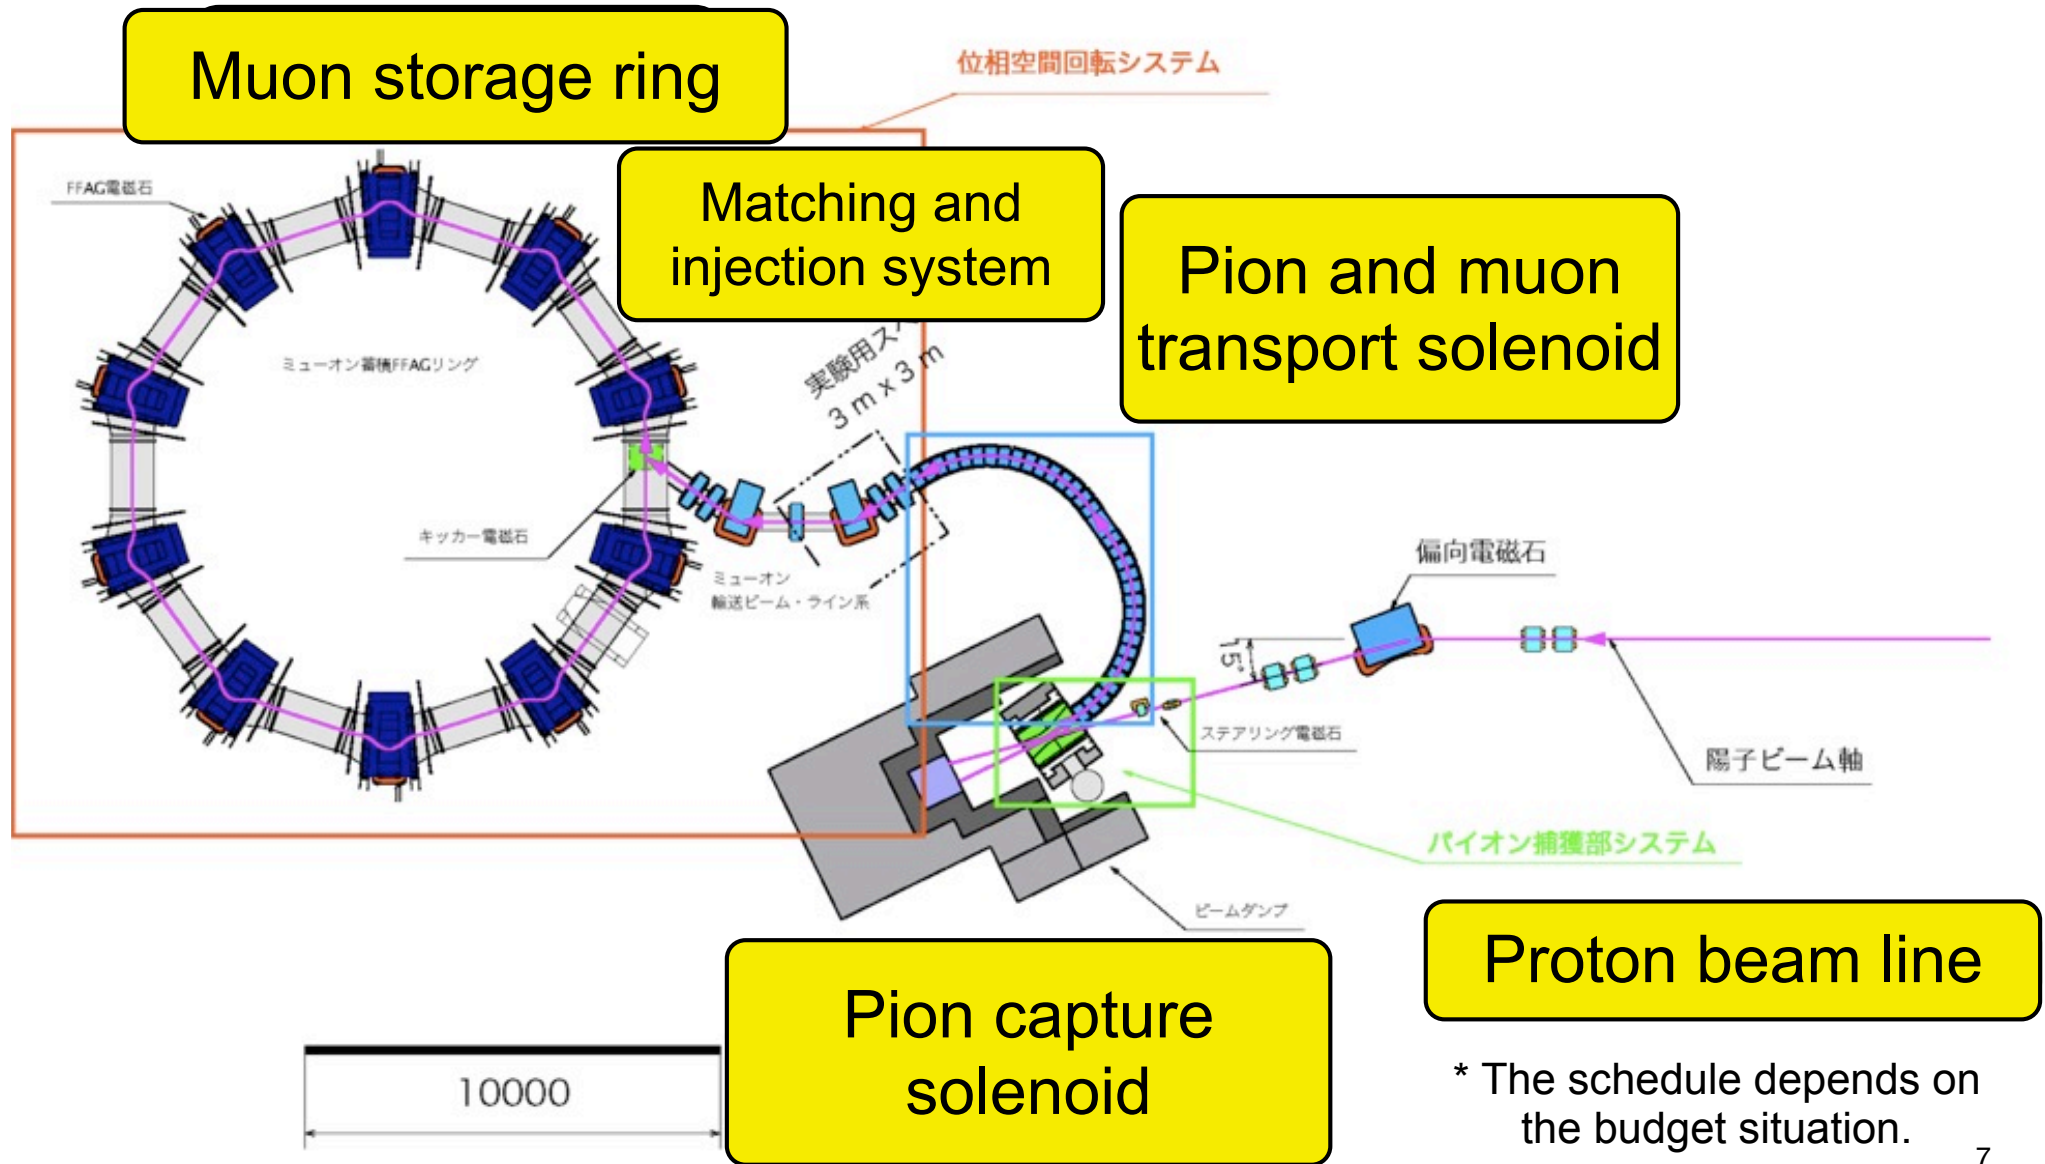 Muon storage ring
位相空間回転システム
FFAG電磁石
Matching and
injection system
Pion and muon
transport solenoid
実験用ス
3 m x 3 m
ミューオン蓄積FFAGリング
キッカー電磁石
ミューオン
輸送ビーム・ライン系
偏向電磁石
15°
ステアリング電磁石
陽子ビーム軸
パイオン捕獲部システム
ビームダンプ
Proton beam line
Pion capture
solenoid
10000
* The schedule depends on
the budget situation.
7